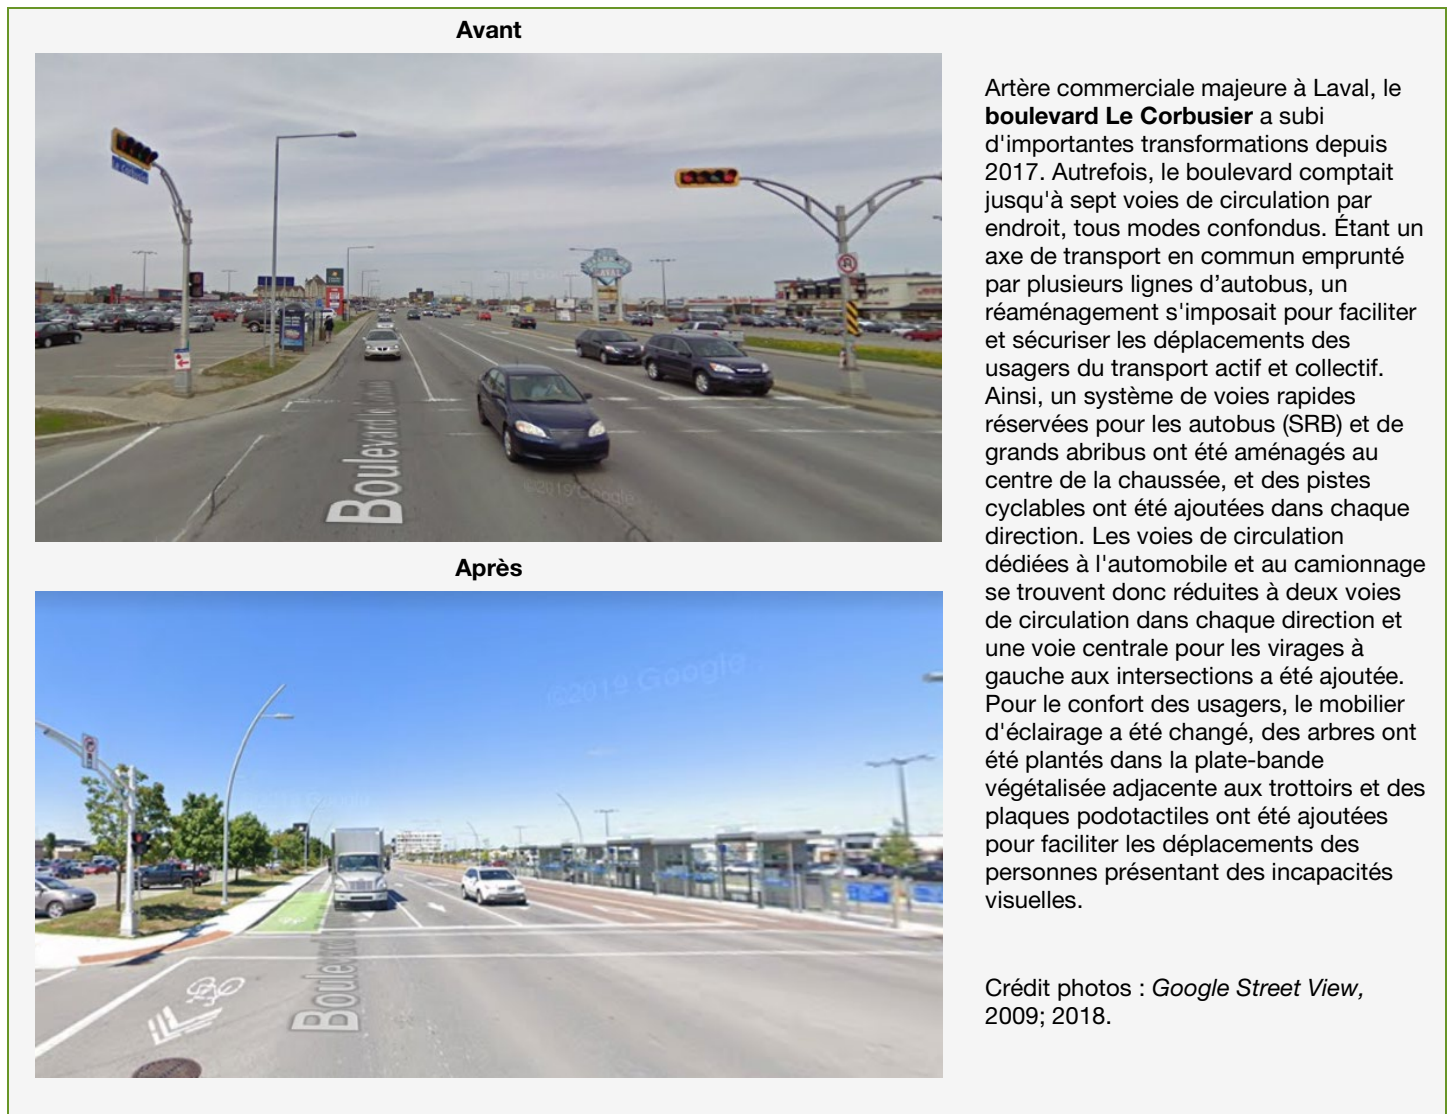 Avant
Boulevard le Corbusier
©2019 Google
Après
©2019 Google
Boulevard
Artère commerciale majeure à Laval, le
boulevard Le Corbusier a subi
d'importantes transformations depuis
2017. Autrefois, le boulevard comptait
jusqu'à sept voies de circulation par
endroit, tous modes confondus. Étant un
axe de transport en commun emprunté
par plusieurs lignes d’autobus, un
réaménagement s'imposait pour faciliter
et sécuriser les déplacements des
usagers du transport actif et collectif.
Ainsi, un système de voies rapides
réservées pour les autobus (SRB) et de
grands abribus ont été aménagés au
centre de la chaussée, et des pistes
cyclables ont été ajoutées dans chaque
direction. Les voies de circulation
dédiées à l'automobile et au camionnage
se trouvent donc réduites à deux voies
de circulation dans chaque direction et
une voie centrale pour les virages à
gauche aux intersections a été ajoutée.
Pour le confort des usagers, le mobilier
d'éclairage a été changé, des arbres ont
été plantés dans la plate-bande
végétalisée adjacente aux trottoirs et des
plaques podotactiles ont été ajoutées
pour faciliter les déplacements des
personnes présentant des incapacités
visuelles.
Crédit photos : Google Street View,
2009; 2018.